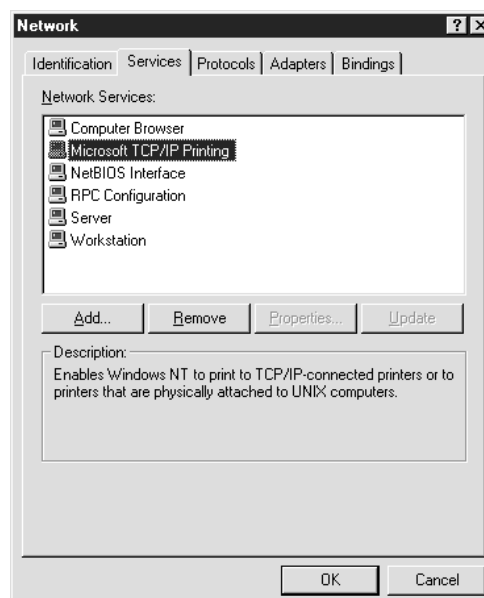 Network
Identification Services Protocols Adapters Bindings
Network Services:
Computer Browser
Microsoft TCP/IP Printing
NetBIOS Interface
RPC Configuration
Server
Workstation
Add... Remove Properties... Update
Description:
Enables Windows NT to print to TCP/IP-connected printers or to
printers that are physically attached to UNIX computers.
OK Cancel